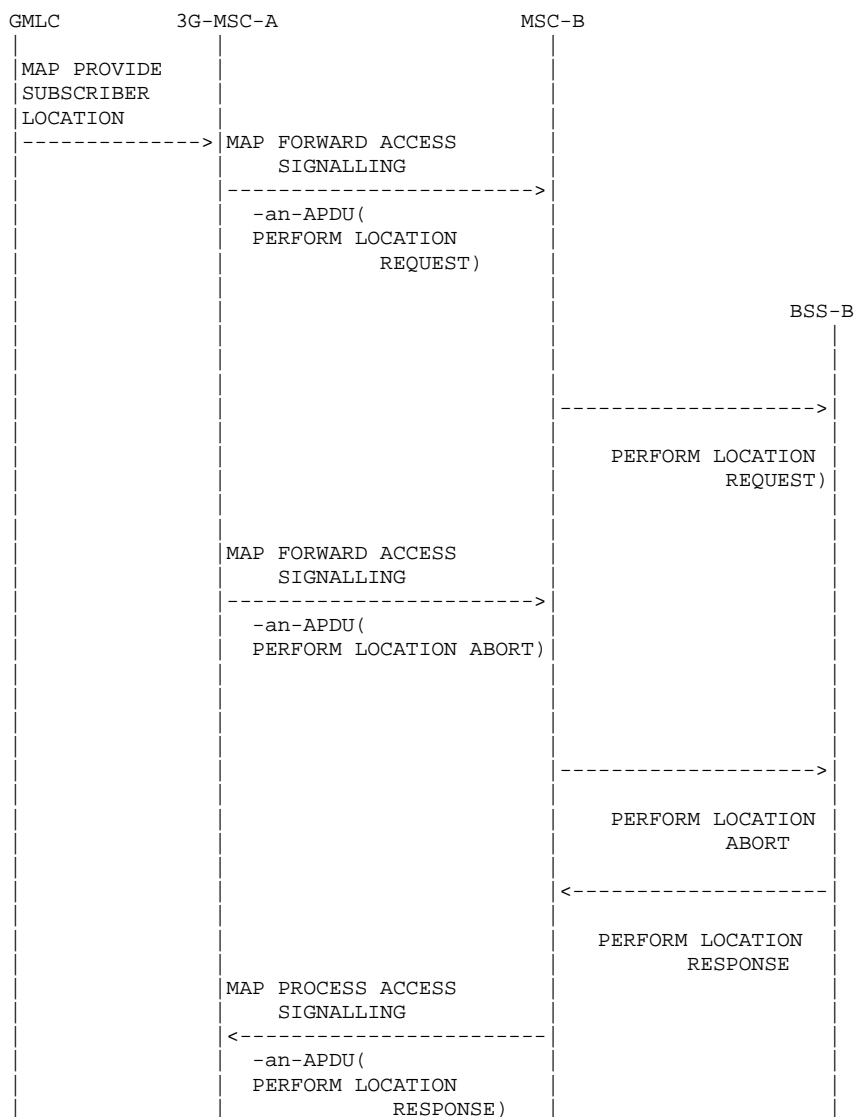 GMLC 3G-MSC-A MSC-B
MAP PROVIDE
SUBSCRIBER
LOCATION
MAP FORWARD ACCESS
SIGNALLING
-an-APDU(
PERFORM LOCATION
REQUEST)
BSS-B
PERFORM LOCATION
REQUEST)
MAP FORWARD ACCESS
SIGNALLING
-an-APDU(
PERFORM LOCATION ABORT)
PERFORM LOCATION
ABORT
PERFORM LOCATION
RESPONSE
MAP PROCESS ACCESS
SIGNALLING
-an-APDU(
PERFORM LOCATION
RESPONSE)